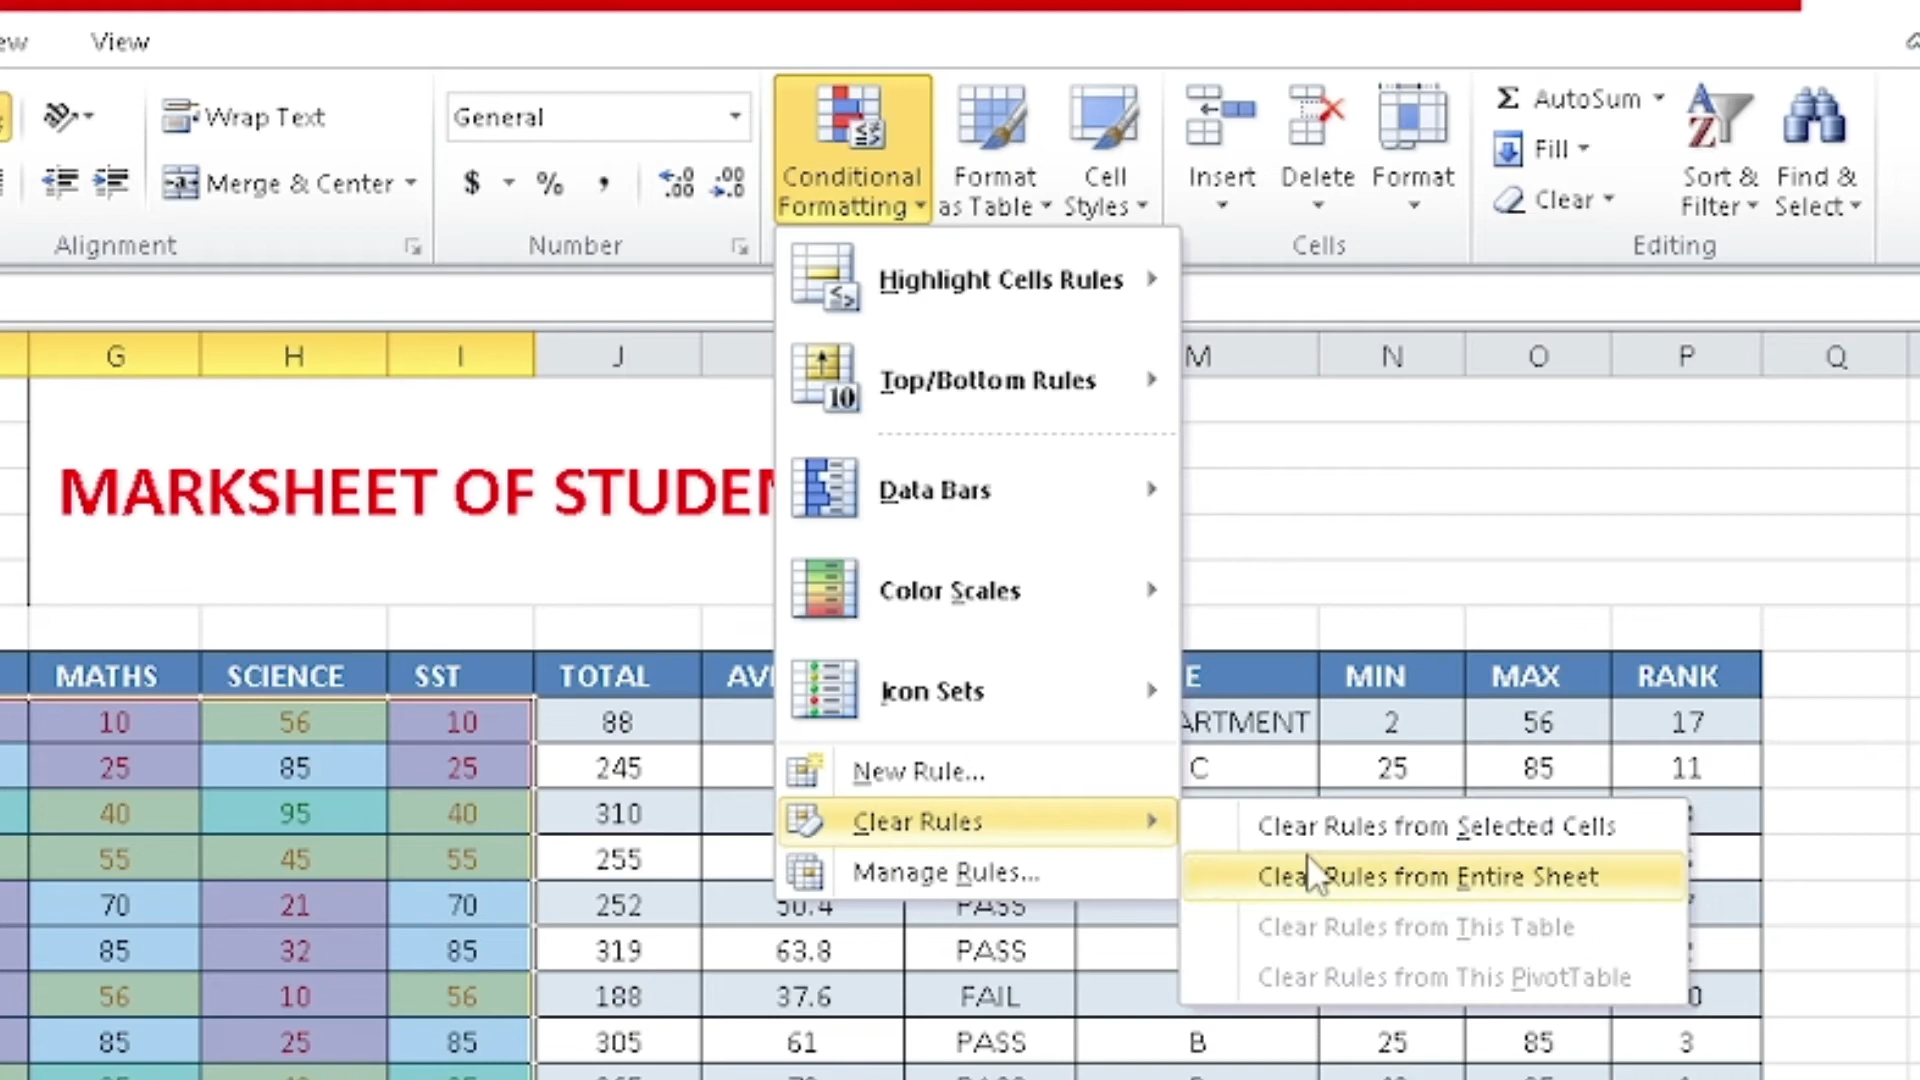 View
Wrap Text
General
Conditional Formatting
Format as Table
Cell Styles
Insert
Delete
Format
Σ AutoSum
Fill
Clear
Sort & Filter
Find & Select
Merge & Center
$ % ,
Alignment
Number
Cells
Editing
Highlight Cells Rules
Top/Bottom Rules
Data Bars
Color Scales
Icon Sets
New Rule...
Clear Rules
Manage Rules...
Clear Rules from Selected Cells
Clear Rules from Entire Sheet
Clear Rules from This Table
Clear Rules from This PivotTable
G H I J M N O P Q
MARKSHEET OF STUDEN
MATHS SCIENCE SST TOTAL AVE E MIN MAX RANK
10 56 10 88 ARTMENT 2 56 17
25 85 25 245 C 25 85 11
40 95 40 310
55 45 55 255
70 21 70 252 50.4 PASS
85 32 85 319 63.8 PASS
56 10 56 188 37.6 FAIL 0
85 25 85 305 61 PASS B 25 85 3